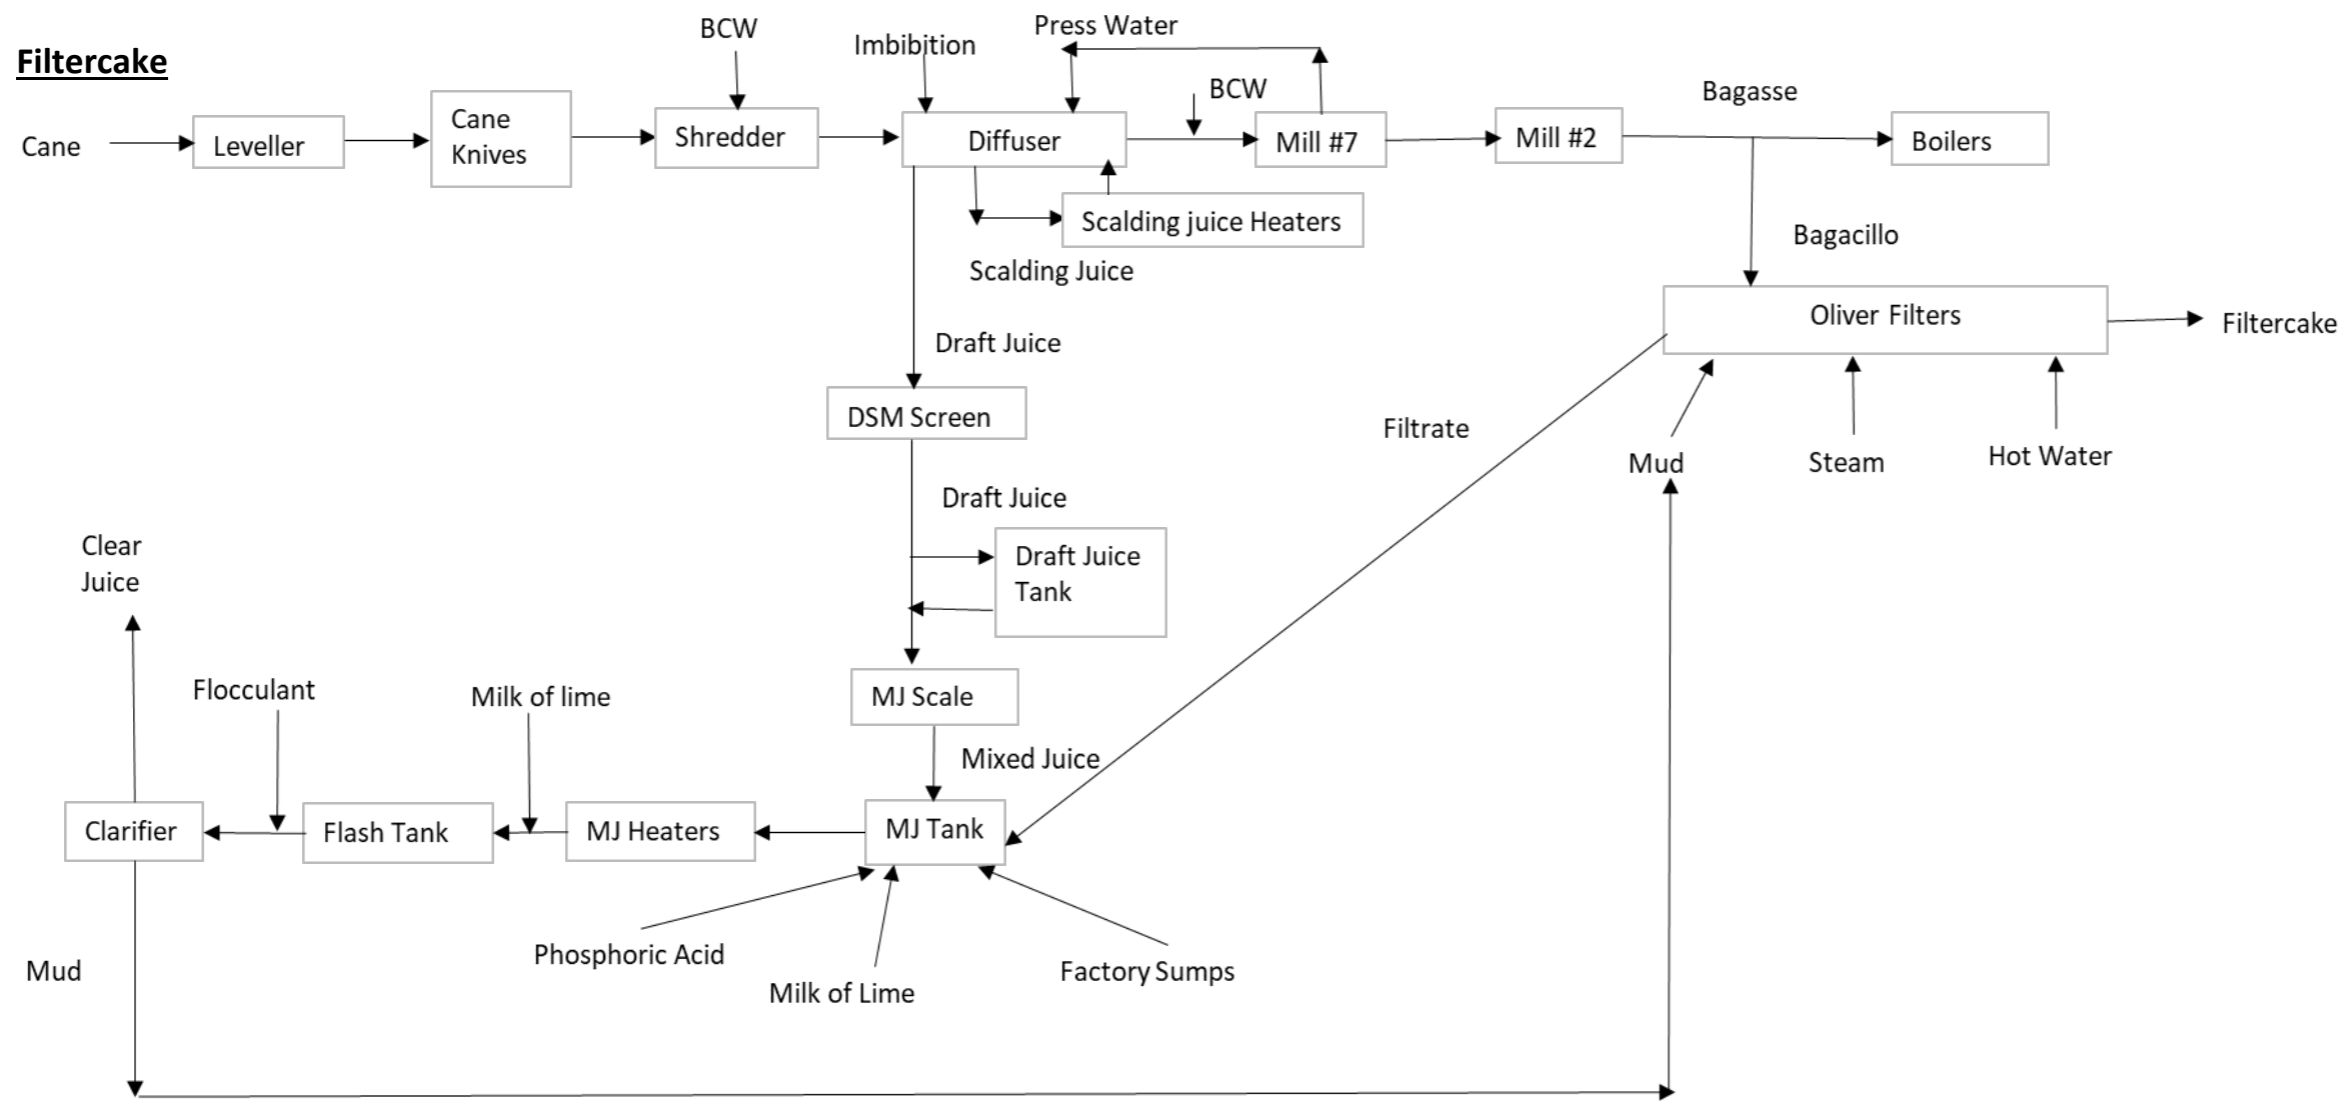 Filtercake
BCW
Imbibition
Press Water
BCW
Bagasse
Cane
Leveller
Cane
Knives
Shredder
Diffuser
Mill #7
Mill #2
Boilers
Scalding juice Heaters
Scalding Juice
Bagacillo
Oliver Filters
Filtercake
Draft Juice
DSM Screen
Filtrate
Mud
Steam
Hot Water
Draft Juice
Draft Juice
Tank
Clear
Juice
Flocculant
Milk of lime
MJ Scale
Mixed Juice
Clarifier
Flash Tank
MJ Heaters
MJ Tank
Phosphoric Acid
Milk of Lime
Factory Sumps
Mud